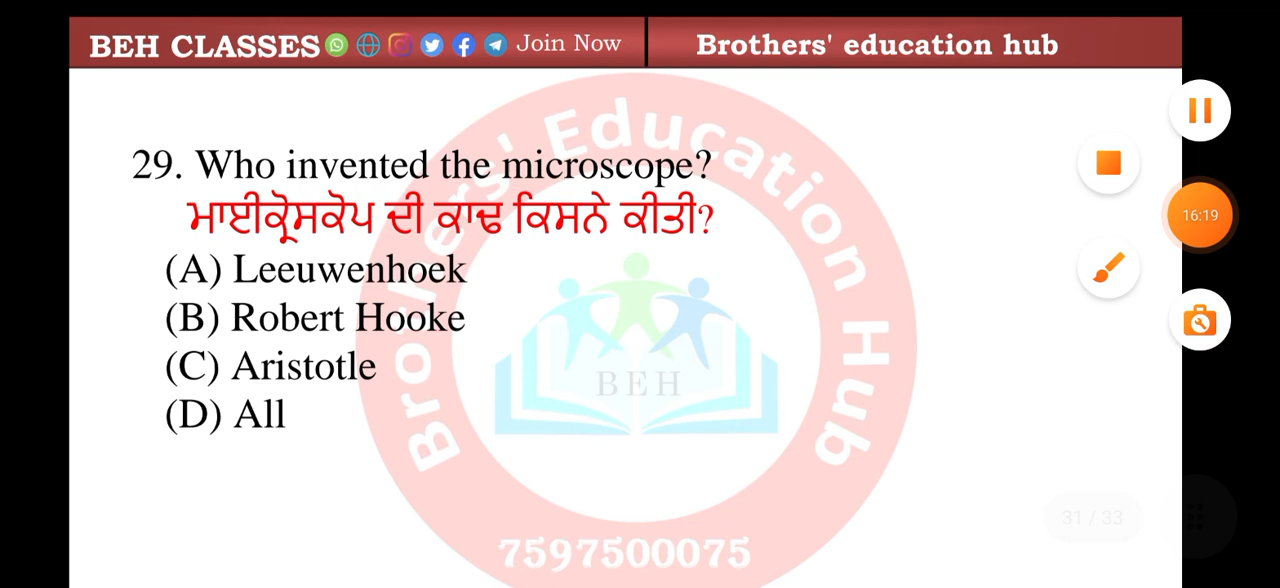 BEH CLASSES Join Now Brothers' education hub
29. Who invented the microscope?
ਮਾਈਕ੍ਰੋਸਕੋਪ ਦੀ ਕਾਢ ਕਿਸਨੇ ਕੀਤੀ?
(A) Leeuwenhoek
(B) Robert Hooke
(C) Aristotle
(D) All
Brothers' Education Hub
BEH
7597500075
16:19
31 / 33